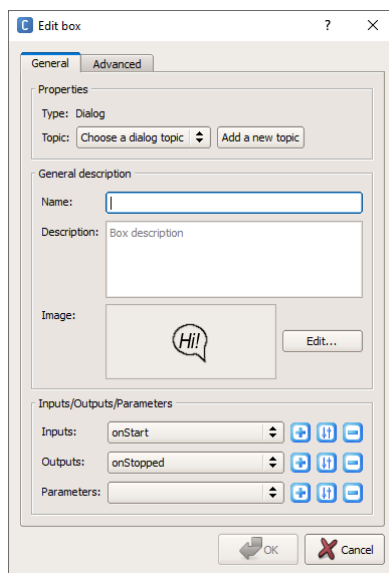 C Edit box ? ×
General Advanced
Properties
Type: Dialog
Topic: Choose a dialog topic Add a new topic
General description
Name:
Description: Box description
Image: Hi! Edit...
Inputs/Outputs/Parameters
Inputs: onStart
Outputs: onStopped
Parameters:
OK Cancel